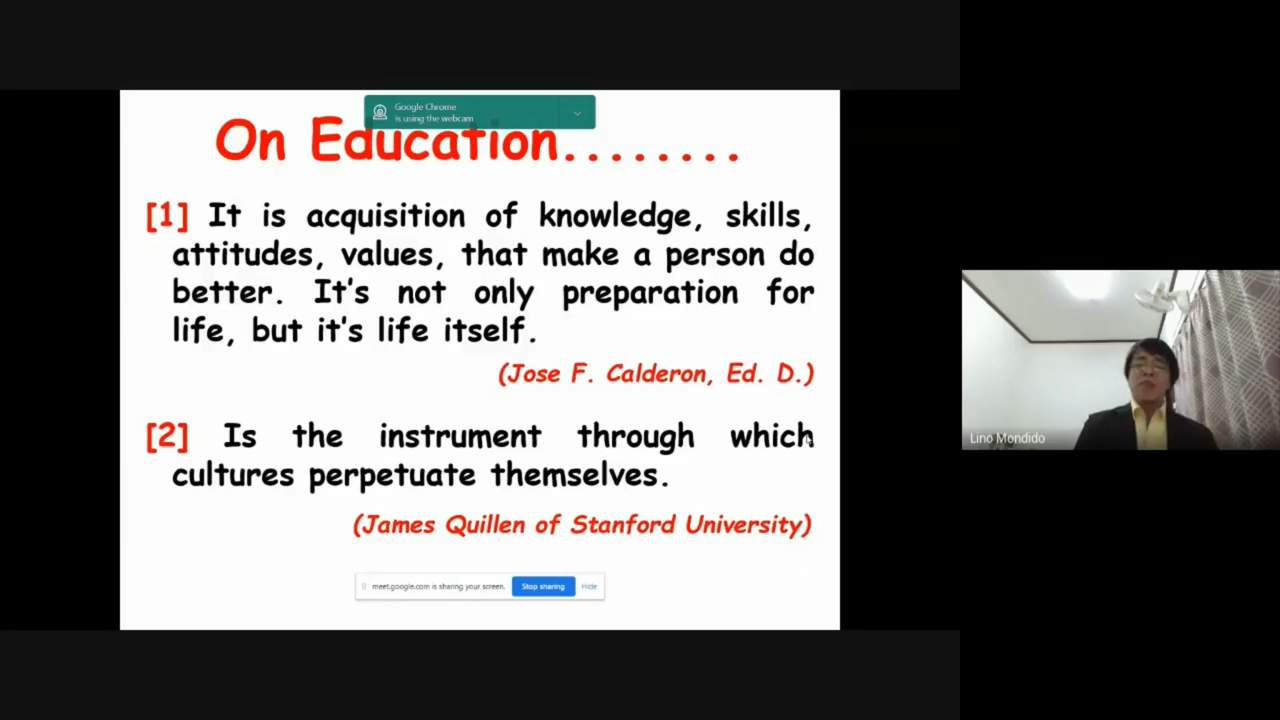 Google Chrome
is using the webcam
On Education........
[1] It is acquisition of knowledge, skills,
attitudes, values, that make a person do
better. It's not only preparation for
life, but it's life itself.
(Jose F. Calderon, Ed. D.)
[2] Is the instrument through which
cultures perpetuate themselves.
(James Quillen of Stanford University)
meet.google.com is sharing your screen. Stop sharing Hide
Lino Mondido